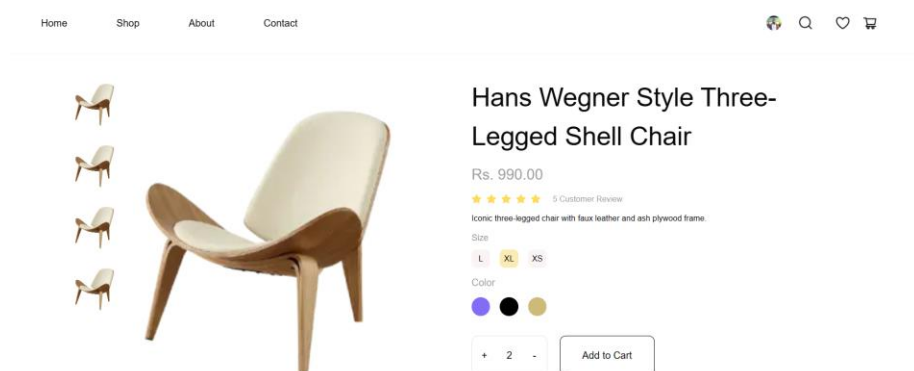 Home Shop About Contact
Hans Wegner Style Three-
Legged Shell Chair
Rs. 990.00
5 Customer Review
Iconic three-legged chair with faux leather and ash plywood frame.
Size
L XL XS
Color
+ 2 - Add to Cart